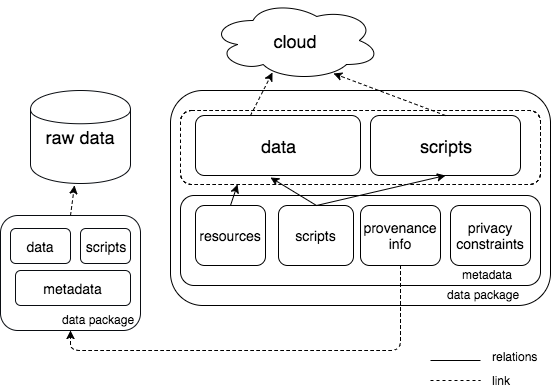 cloud
raw data
data
scripts
resources
scripts
provenance
info
privacy
constraints
metadata
data package
data
scripts
metadata
data package
relations
link